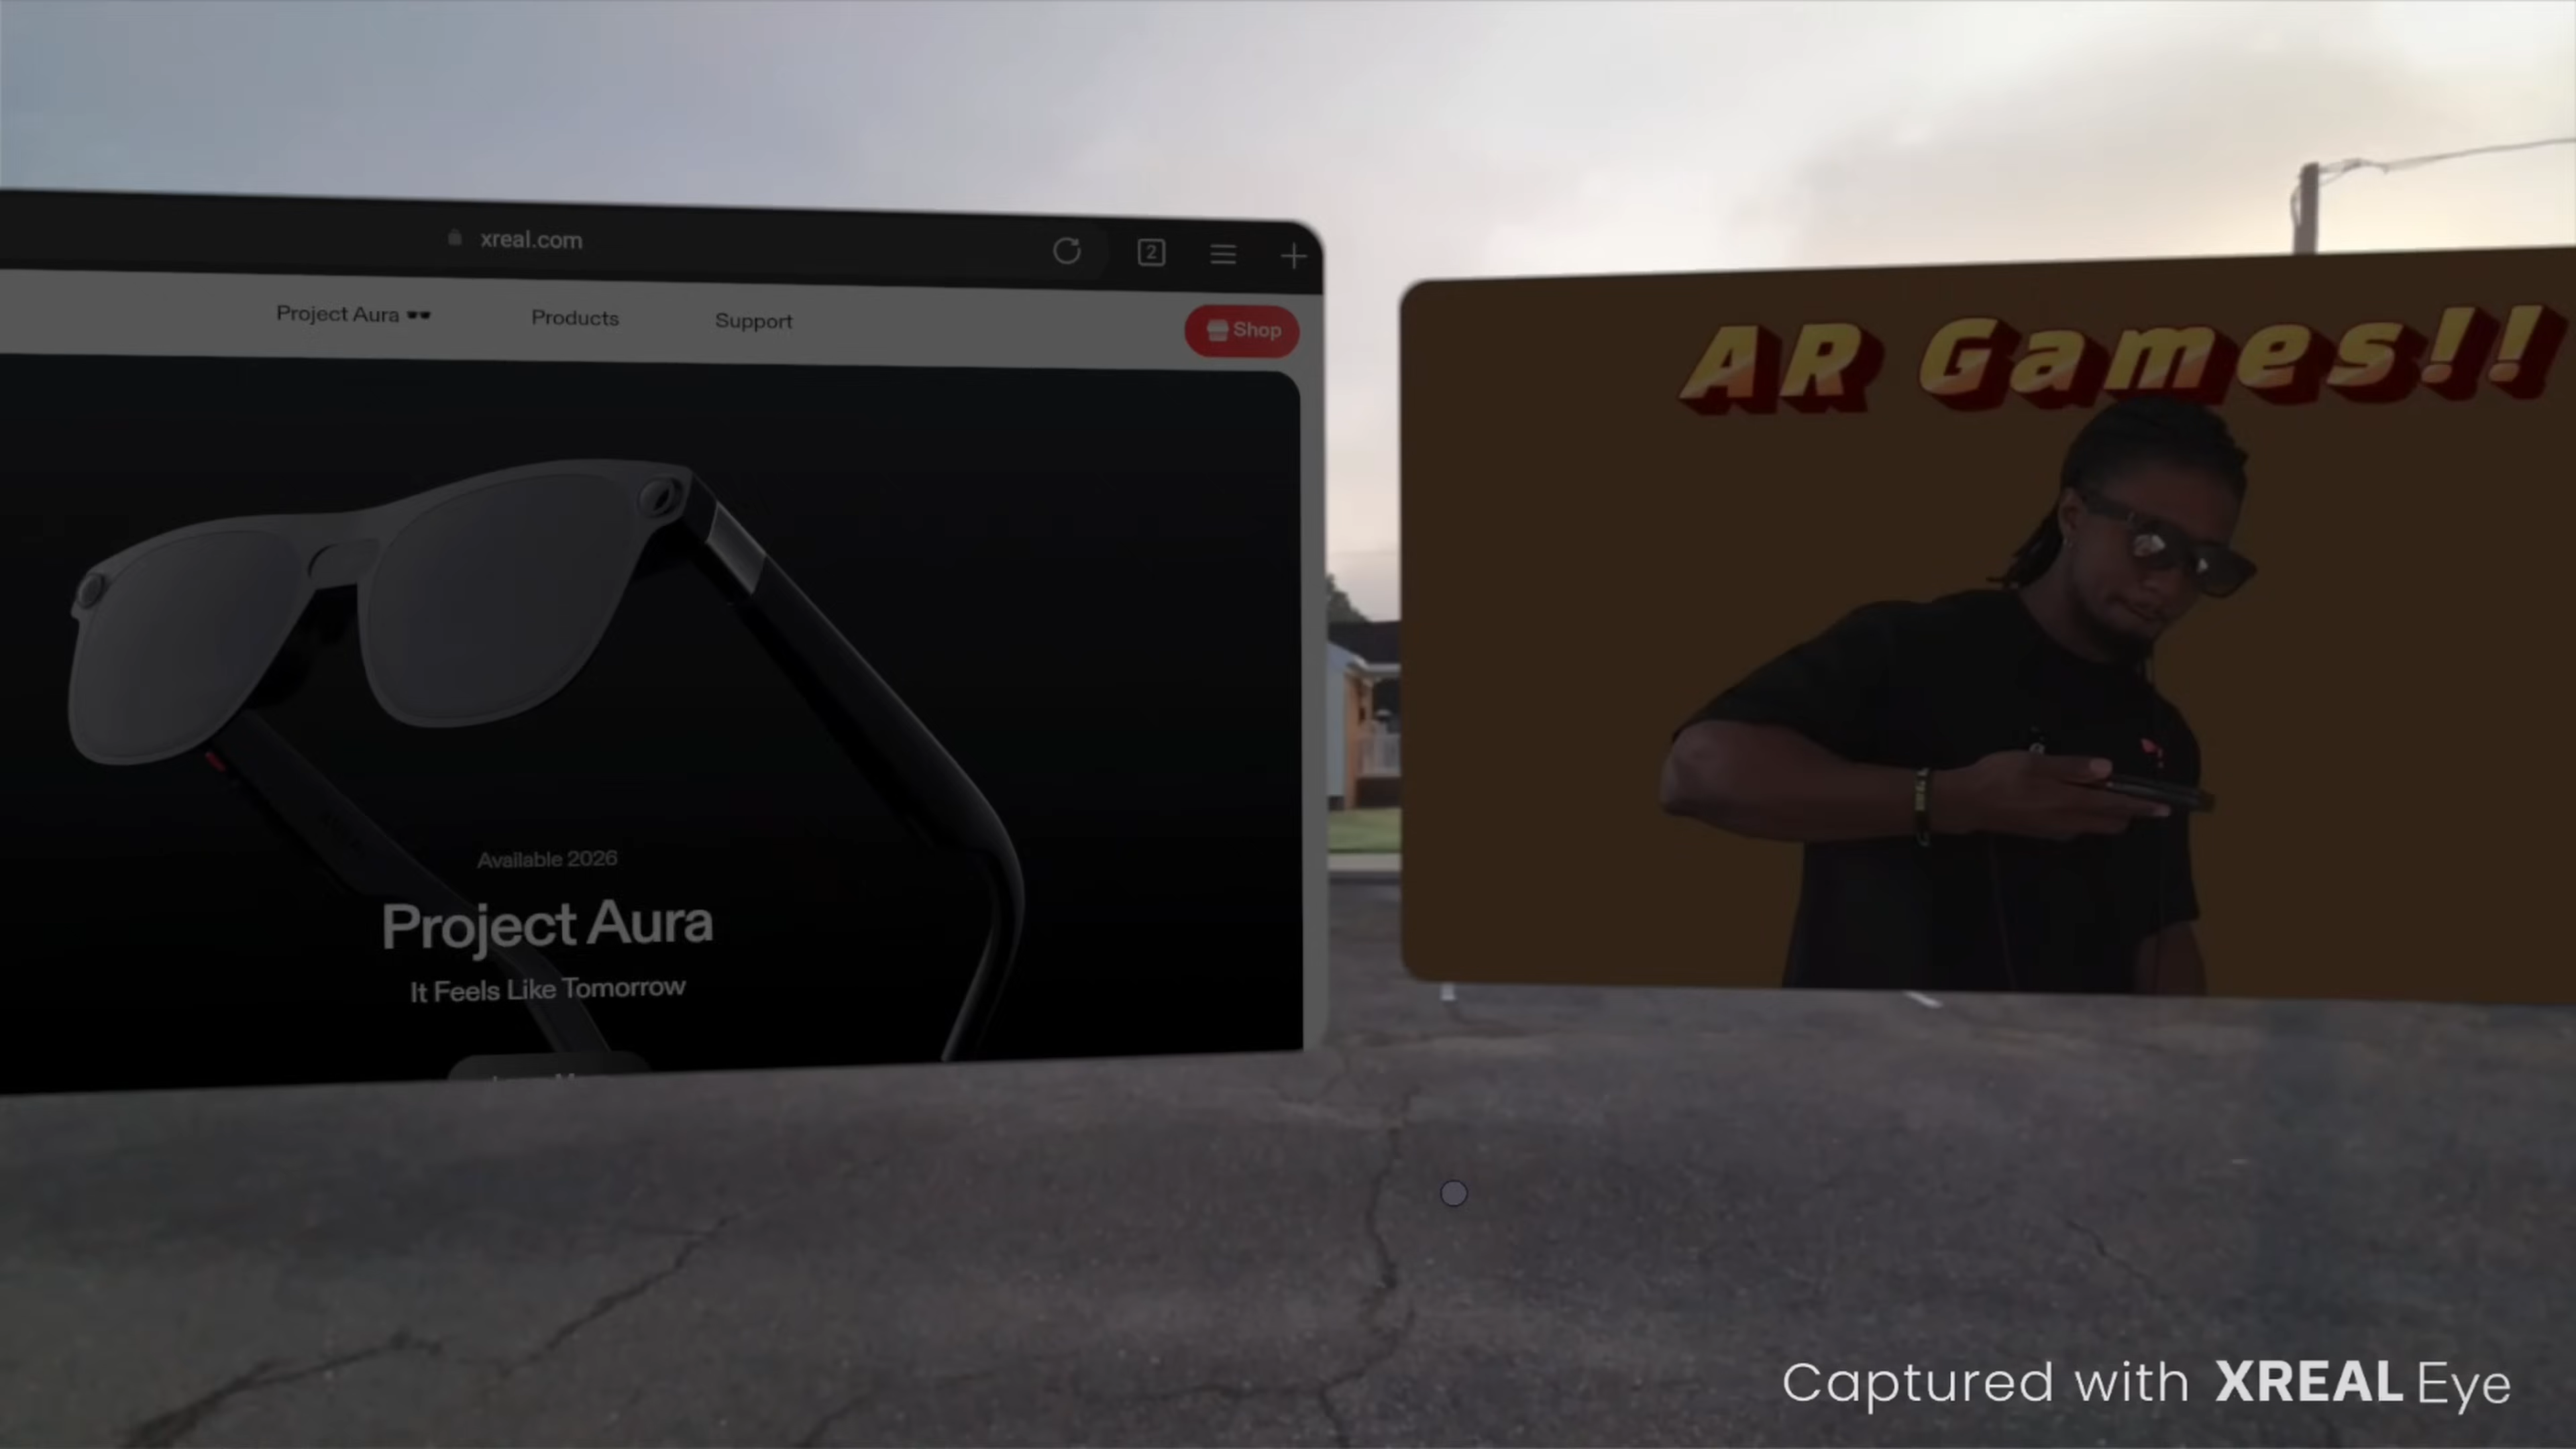 xreal.com
2
Project Aura
Products
Support
Shop
Available 2026
Project Aura
It Feels Like Tomorrow
AR Games!!
Captured with XREAL Eye